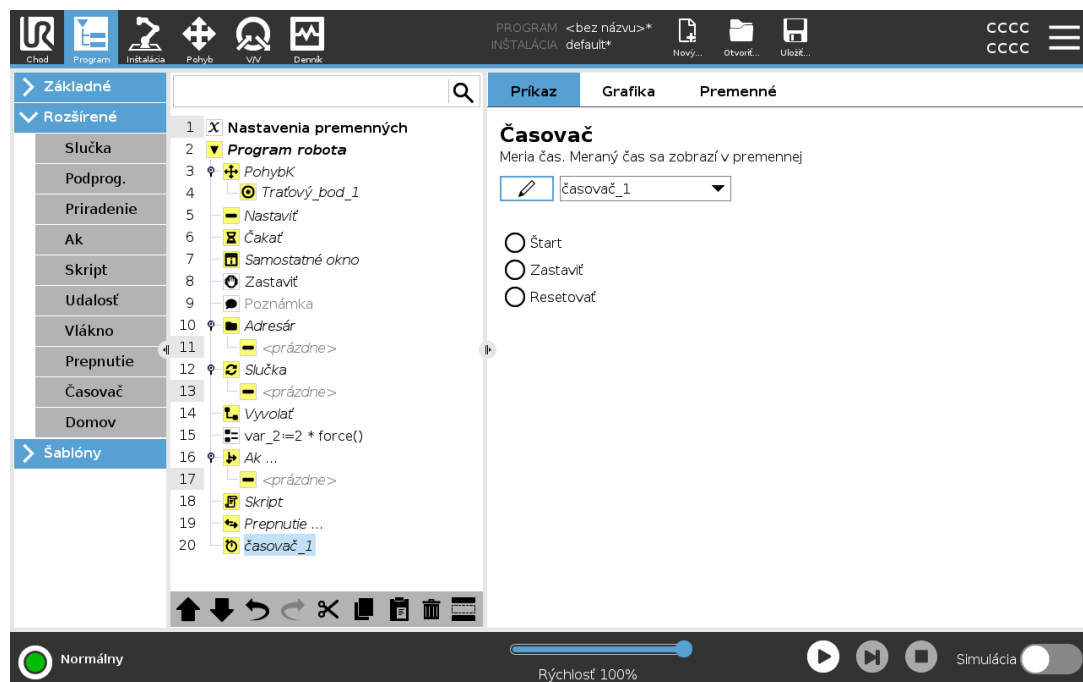 UR
Chod
Program
Inštalácia
Pohyb
V/V
Denník
PROGRAM <bez názvu>*
INŠTALÁCIA default*
Nový...
Otvoriť...
Uložiť...
CCCC
CCCC
Základné
Rozšírené
Slučka
Podprog.
Priradenie
Ak
Skript
Udalosť
Vlákno
Prepnutie
Časovač
Domov
Šablóny
1 X Nastavenia premenných
2 Program robota
3 PohybK
4 Traťový_bod_1
5 Nastaviť
6 Čakať
7 Samostatné okno
8 Zastaviť
9 Poznámka
10 Adresár
11 <prázdne>
12 Slučka
13 <prázdne>
14 Vyvolať
15 var_2:=2 * force()
16 Ak ...
17 <prázdne>
18 Skript
19 Prepnutie ...
20 časovač_1
Príkaz
Grafika
Premenné
Časovač
Meria čas. Meraný čas sa zobrazí v premennej
časovač_1
Štart
Zastaviť
Resetovať
Normálny
Rýchlosť 100%
Simulácia